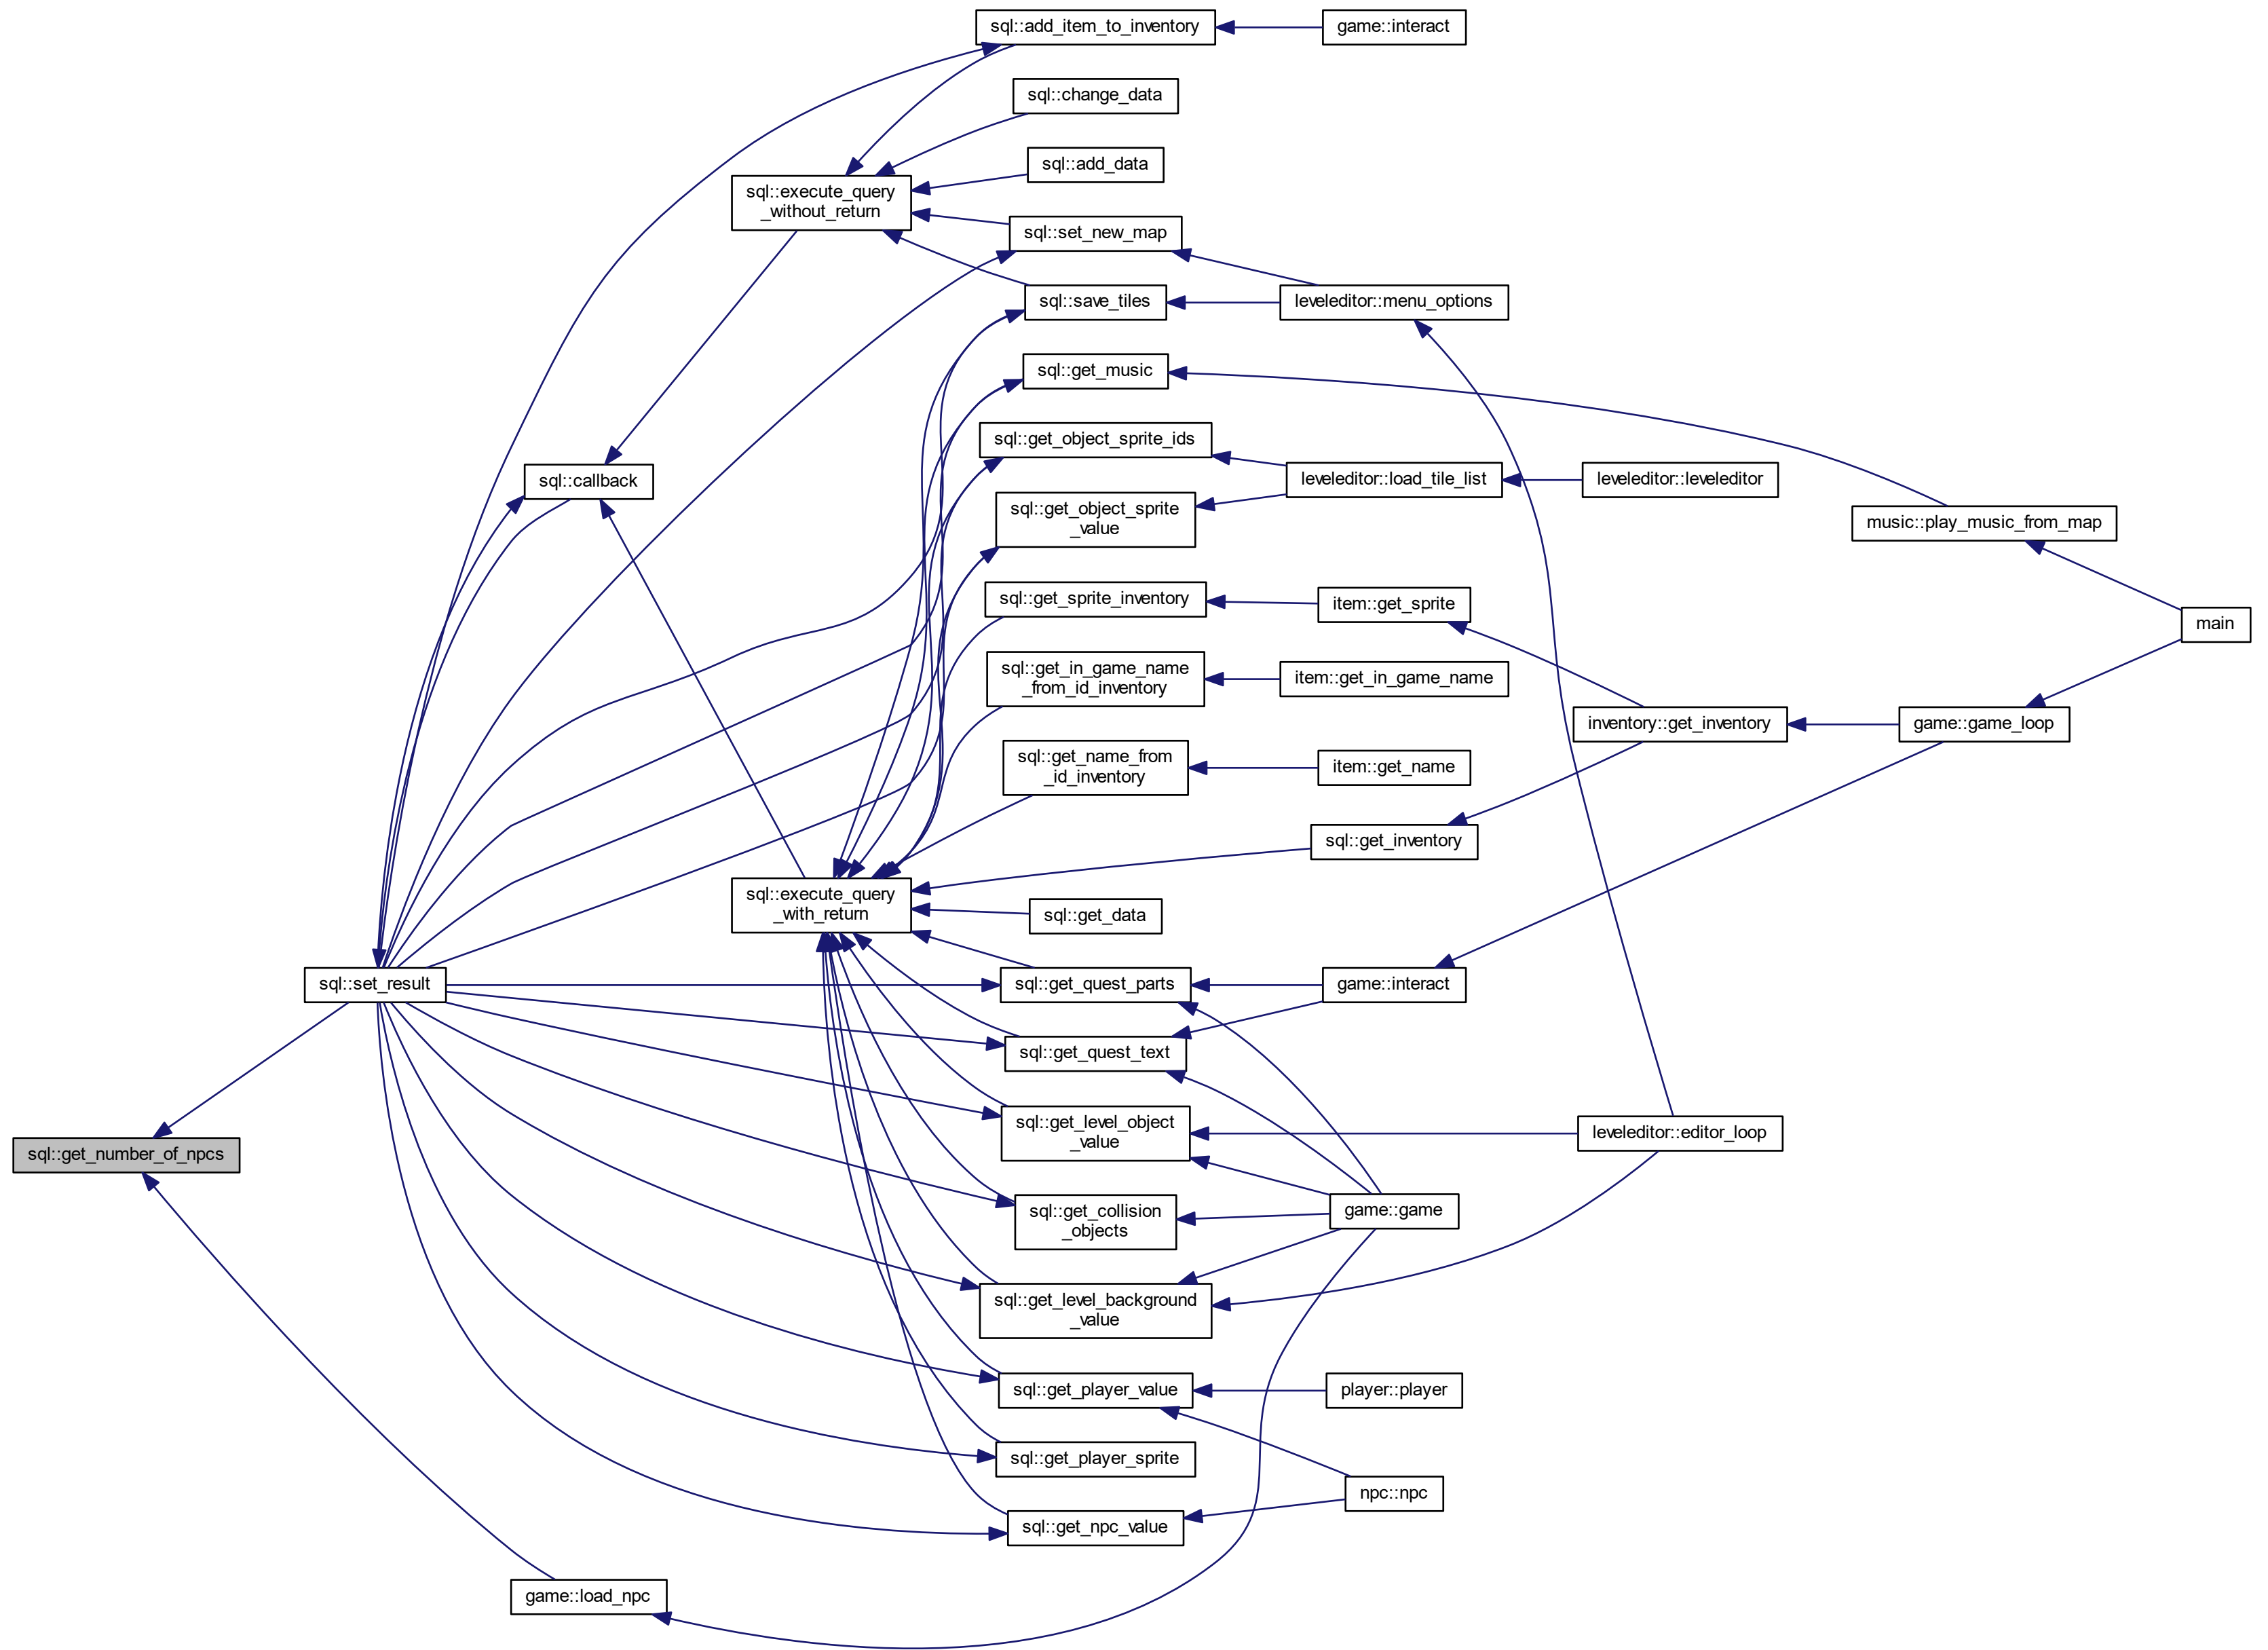 sql::add_item_to_inventory
game::interact
sql::change_data
sql::add_data
sql::execute_query
_without_return
sql::set_new_map
sql::save_tiles
leveleditor::menu_options
sql::get_music
sql::get_object_sprite_ids
sql::callback
leveleditor::load_tile_list
leveleditor::leveleditor
sql::get_object_sprite
_value
music::play_music_from_map
sql::get_sprite_inventory
item::get_sprite
main
sql::get_in_game_name
_from_id_inventory
item::get_in_game_name
inventory::get_inventory
game::game_loop
sql::get_name_from
_id_inventory
item::get_name
sql::get_inventory
sql::execute_query
_with_return
sql::get_data
sql::set_result
sql::get_quest_parts
game::interact
sql::get_quest_text
sql::get_level_object
_value
leveleditor::editor_loop
sql::get_number_of_npcs
sql::get_collision
_objects
game::game
sql::get_level_background
_value
sql::get_player_value
player::player
sql::get_player_sprite
npc::npc
sql::get_npc_value
game::load_npc